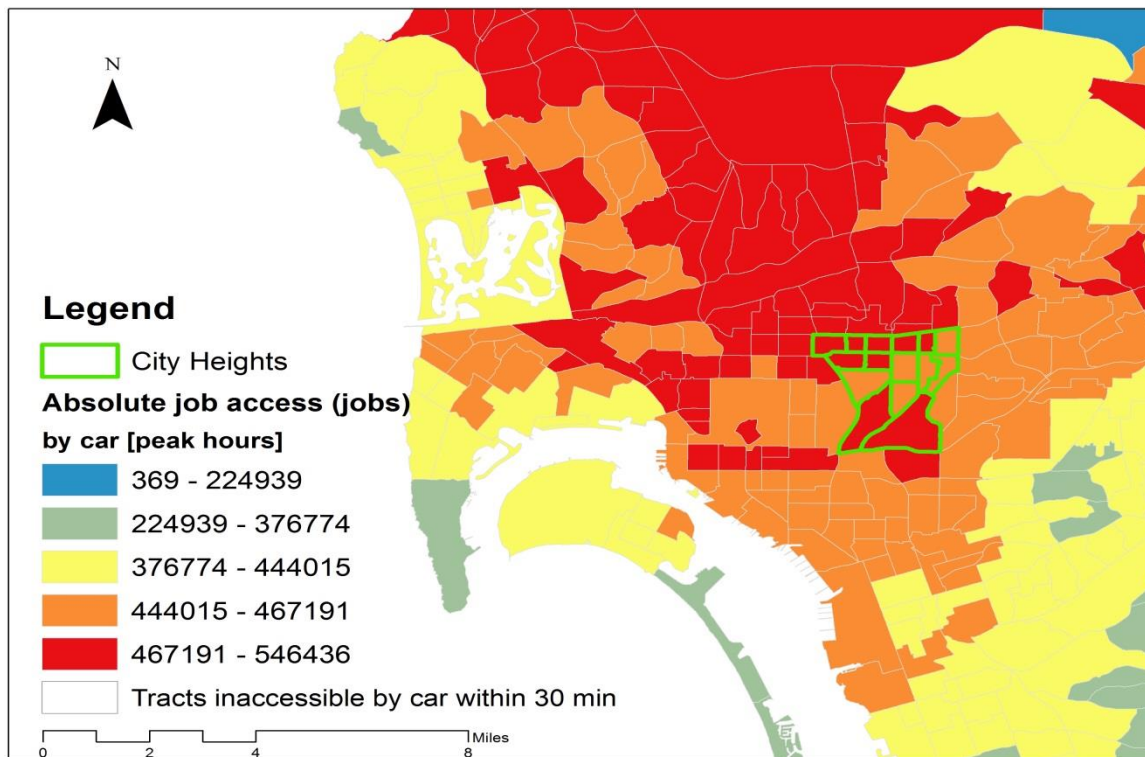 N
Legend
City Heights
Absolute job access (jobs)
by car [peak hours]
369 - 224939
224939 - 376774
376774 - 444015
444015 - 467191
467191 - 546436
Tracts inaccessible by car within 30 min
Miles
0 2 4 8